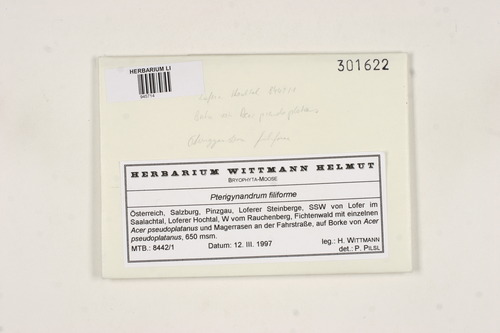 HERBARIUM LI
301622
Pterigynandrum filiforme
HERBARIUM WITTMANN HELMUT
BRYOPHYTA-MOOSE
Pterigynandrum filiforme
Österreich, Salzburg, Pinzgau, Loferer Steinberge, SSW von Lofer im
Saalachtal, Loferer Hochtal, W vom Rauchenberg, Fichtenwald mit einzelnen
Acer pseudoplatanus und Magerrasen an der Fahrstraße, auf Borke von Acer
pseudoplatanus, 650 msm.
MTB.: 8442/1 Datum: 12. III. 1997 leg.: H. WITTMANN
det.: P. PILSL